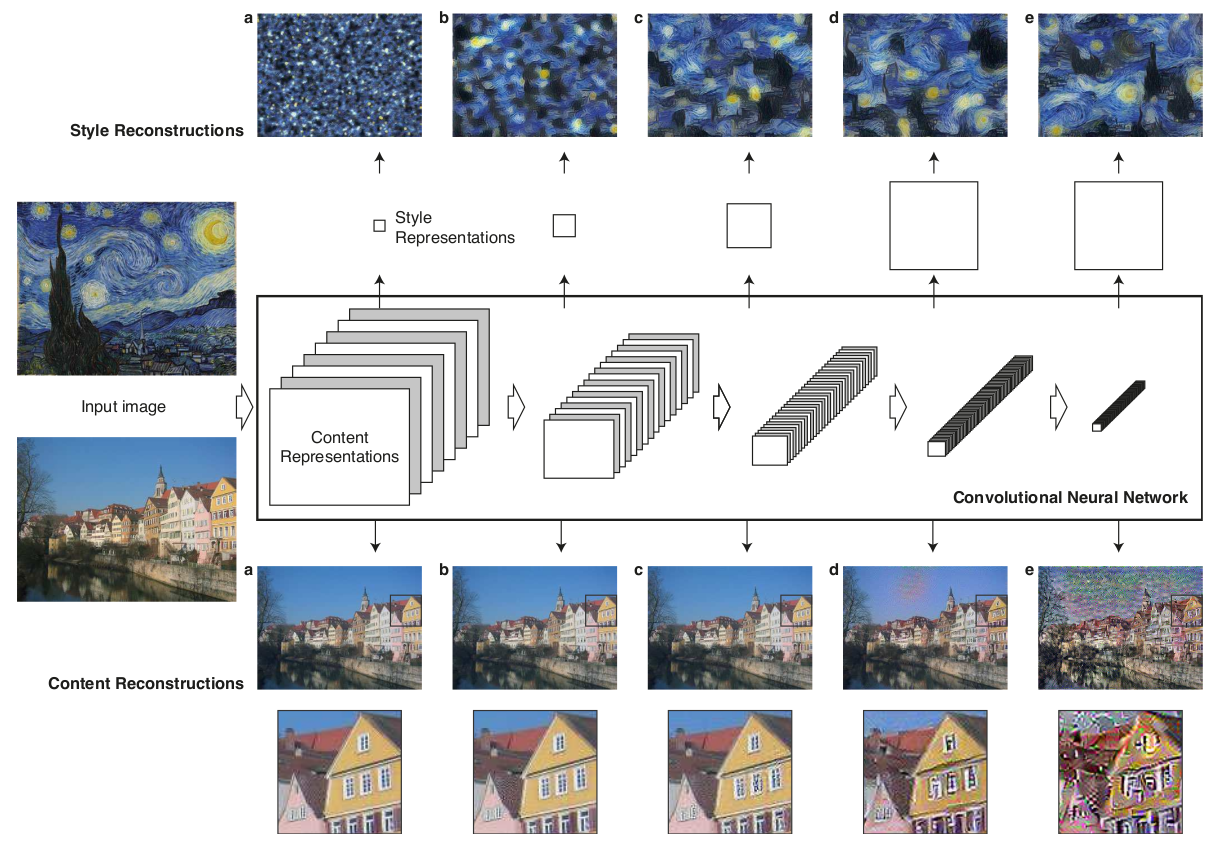 a
b
c
d
e
Style Reconstructions
Style
Representations
Input image
Content
Representations
Convolutional Neural Network
a
b
c
d
e
Content Reconstructions